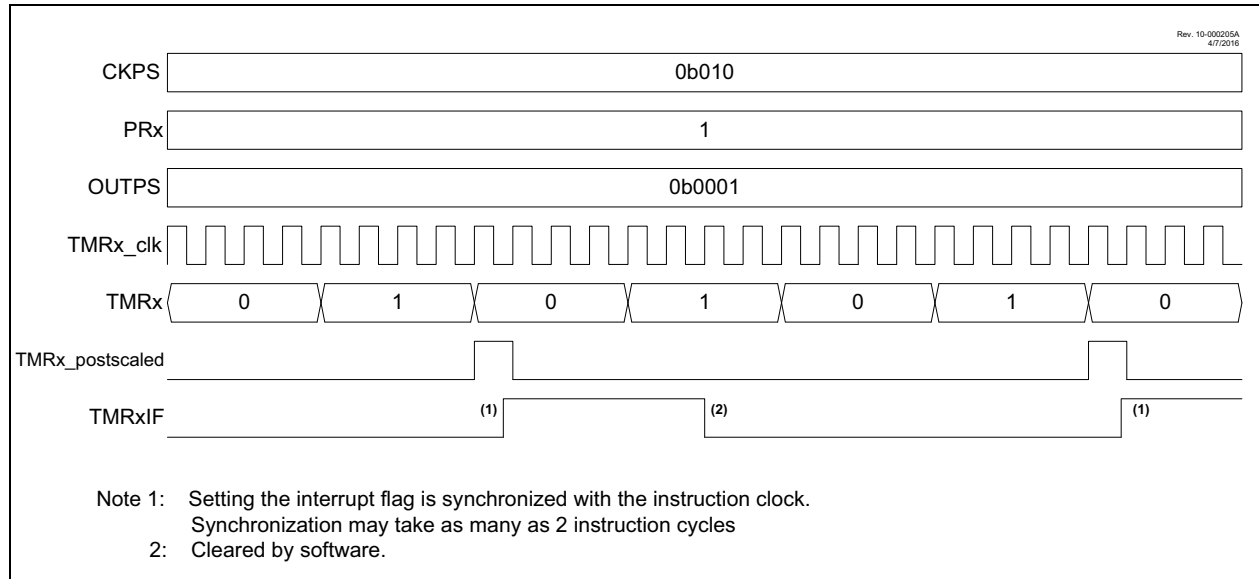 Rev. 10-000205A
4/7/2016
CKPS 0b010
PRx 1
OUTPS 0b0001
TMRx_clk
TMRx 0 1 0 1 0 1 0
TMRx_postscaled
TMRxIF (1) (2) (1)
Note 1: Setting the interrupt flag is synchronized with the instruction clock.
Synchronization may take as many as 2 instruction cycles
2: Cleared by software.